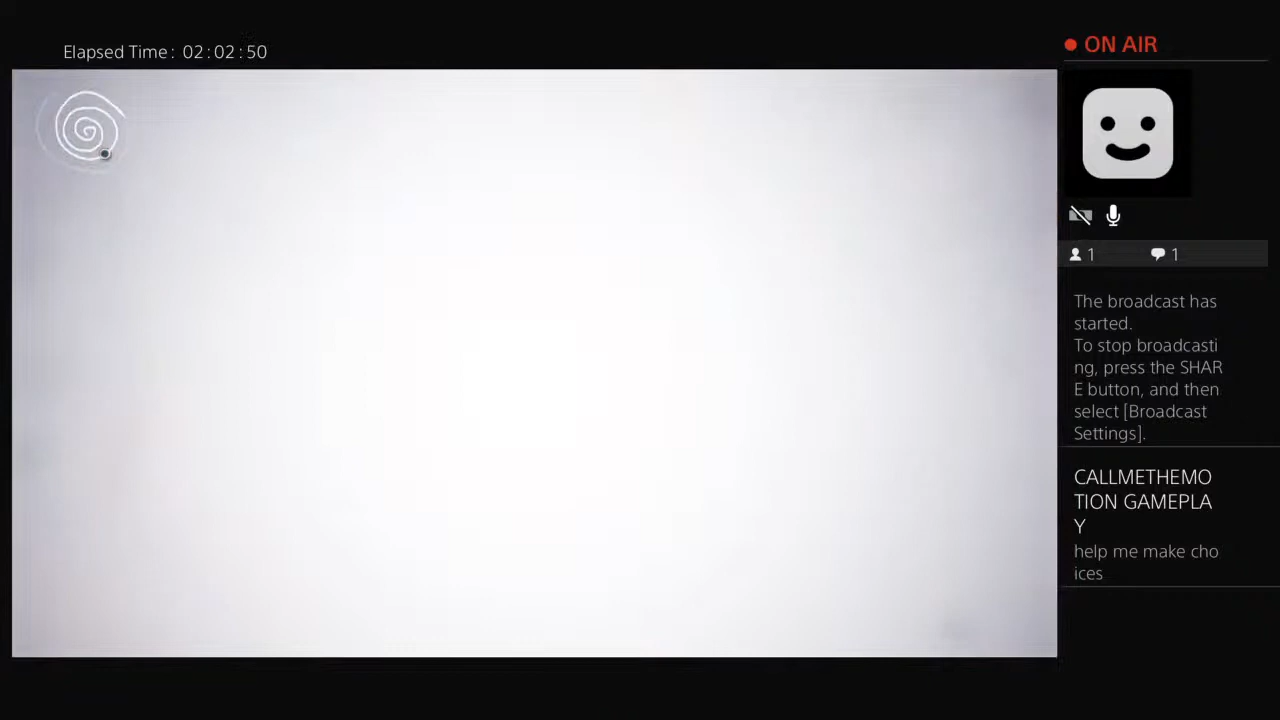 Elapsed Time: 02:02:50
ON AIR
1 1
The broadcast has
started.
To stop broadcasti
ng, press the SHAR
E button, and then
select [Broadcast
Settings].
CALLMETHEMO
TION GAMEPLA
Y
help me make cho
ices